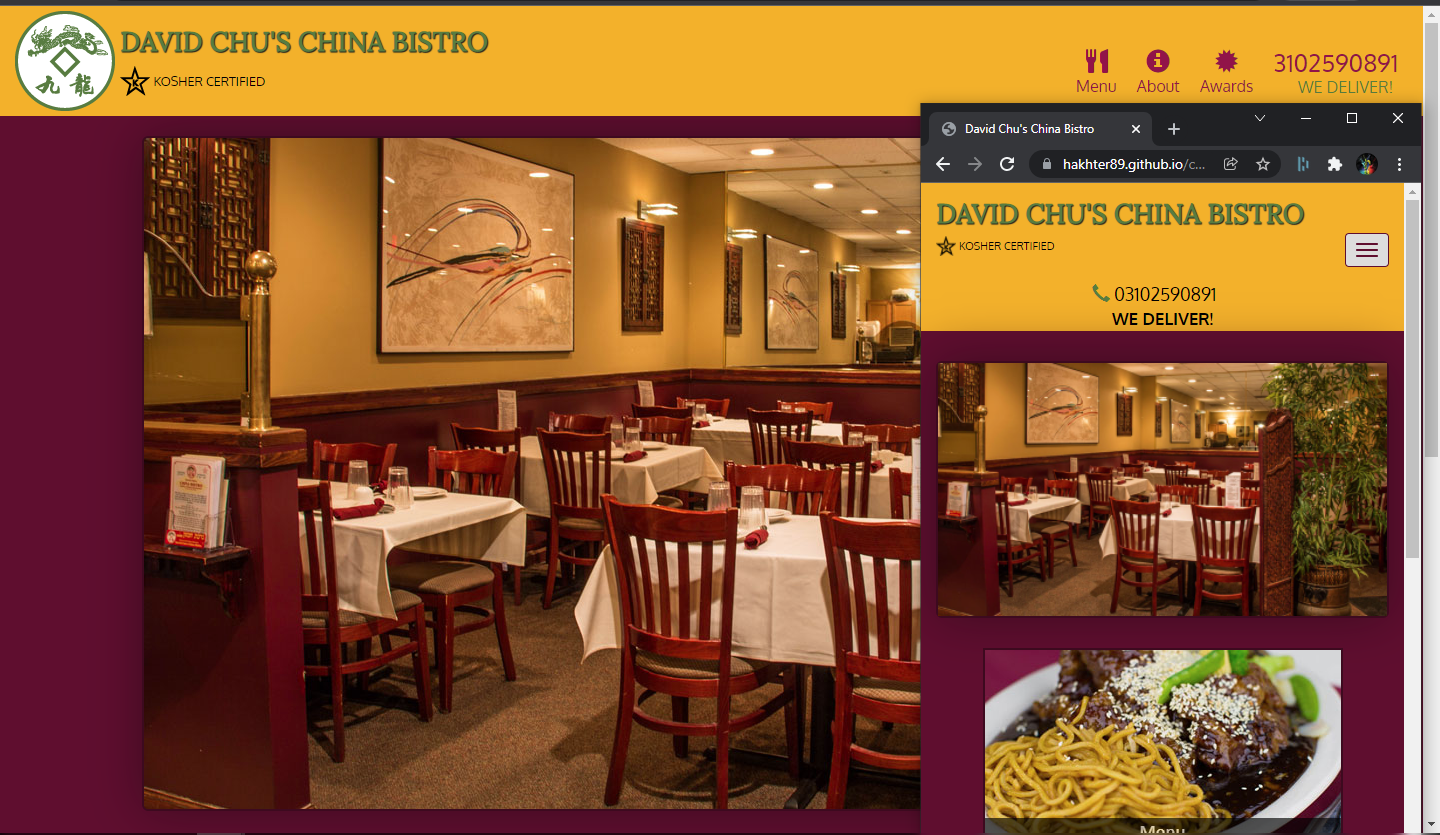 DAVID CHU'S CHINA BISTRO
KOSHER CERTIFIED
九 龍
Menu
About
Awards
3102590891
WE DELIVER!
David Chu's China Bistro
hakhter89.github.io/c...
DAVID CHU'S CHINA BISTRO
KOSHER CERTIFIED
03102590891
WE DELIVER!
Menu